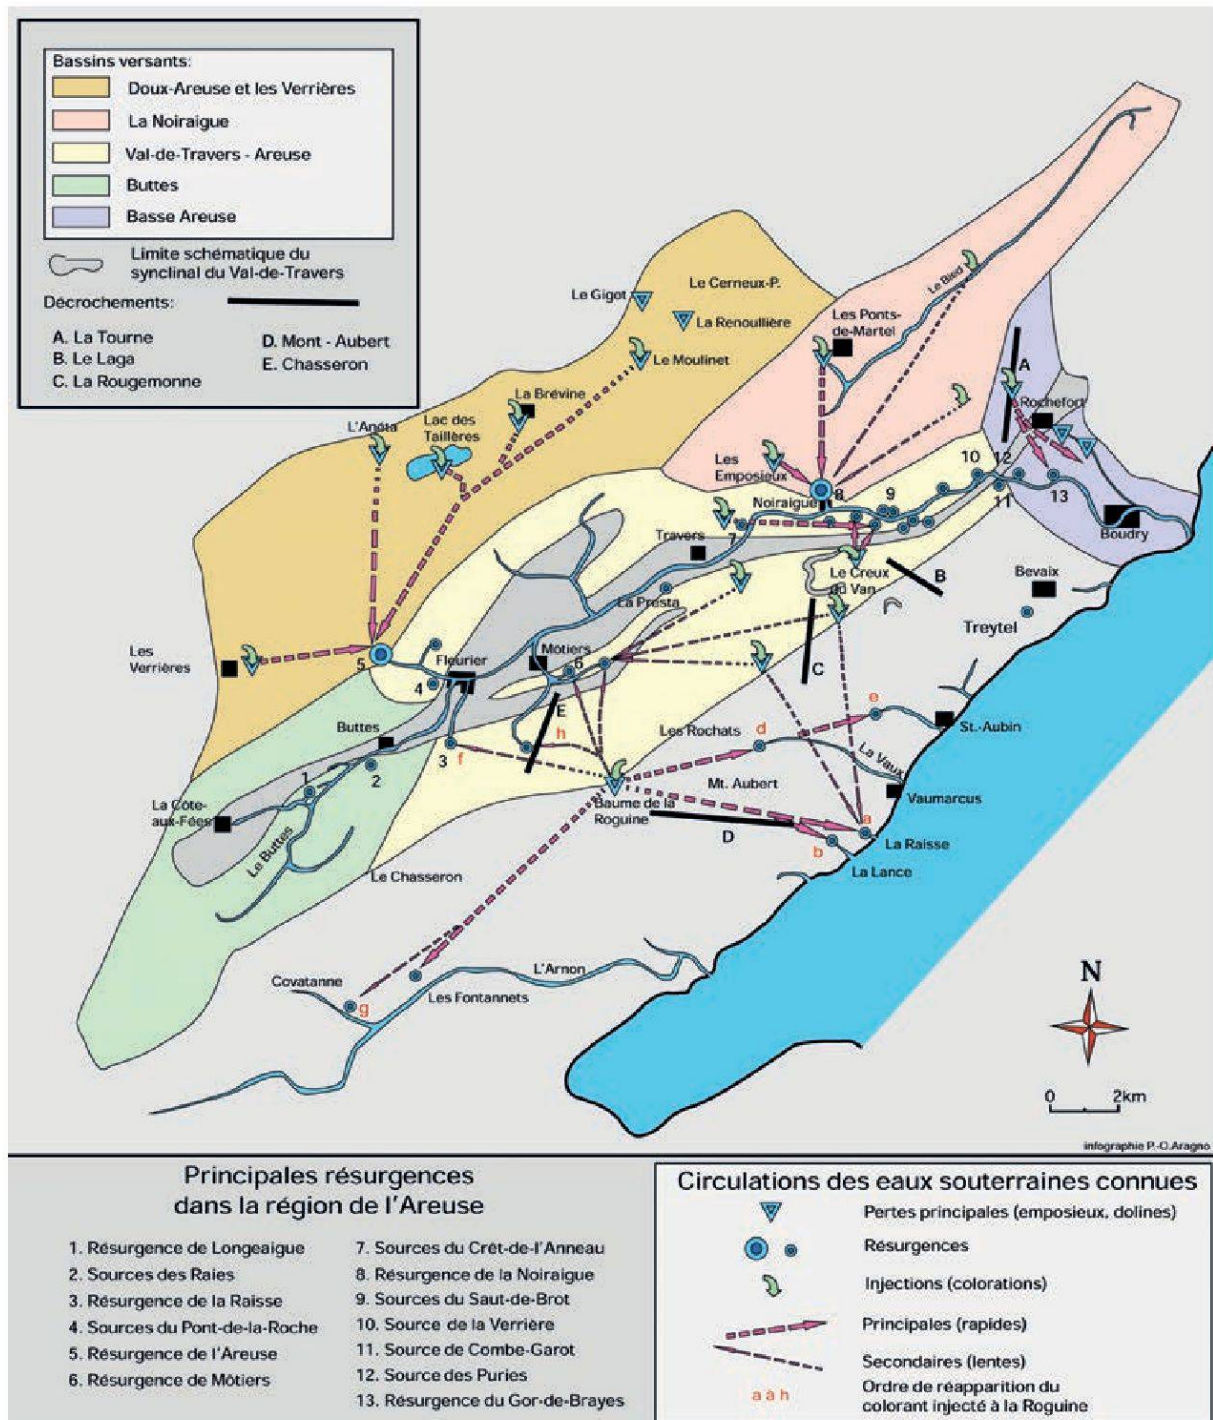 Bassins versants:
Doux-Areuse et les Verrières
La Noiraigue
Val-de-Travers - Areuse
Buttes
Basse Areuse
Limite schématique du
synclinal du Val-de-Travers
Décrochements:
A. La Tourne
B. Le Laga
C. La Rougemonne
D. Mont - Aubert
E. Chasseron
Le Gigot
Le Cerneux-P.
La Renoullière
Le Moulinet
Le Bied
Les Ponts-
de-Martel
La Brévine
L'Anéta
Lac des
Taillères
A
Rochefort
Les
Emposieux
10
12
8
9
11
13
Noiraigue
7
Boudry
Travers
Le Creux
du Van
B
Bevaix
La Presta
Treytel
Les
Verrières
5
Fleurier
Môtiers
6
4
C
E
e
St.-Aubin
Buttes
3
f
h
Les Rochats
d
La Vaux
2
1
Mt. Aubert
Vaumarcus
La Côte-
aux-Fées
Baume de la
Roguine
a
D
La Raisse
b
La Lance
Le Buttes
Le Chasseron
Covatanne
L'Arnon
Les Fontannets
g
N
0 2km
infographie P.-O.Aragno
Principales résurgences
dans la région de l'Areuse
1. Résurgence de Longeaigue
2. Sources des Raies
3. Résurgence de la Raisse
4. Sources du Pont-de-la-Roche
5. Résurgence de l'Areuse
6. Résurgence de Môtiers
7. Sources du Crêt-de-l'Anneau
8. Résurgence de la Noiraigue
9. Sources du Saut-de-Brot
10. Source de la Verrière
11. Source de Combe-Garot
12. Source des Puries
13. Résurgence du Gor-de-Brayes
Circulations des eaux souterraines connues
Pertes principales (emposieux, dolines)
Résurgences
Injections (colorations)
Principales (rapides)
Secondaires (lentes)
a à h
Ordre de réapparition du
colorant injecté à la Roguine